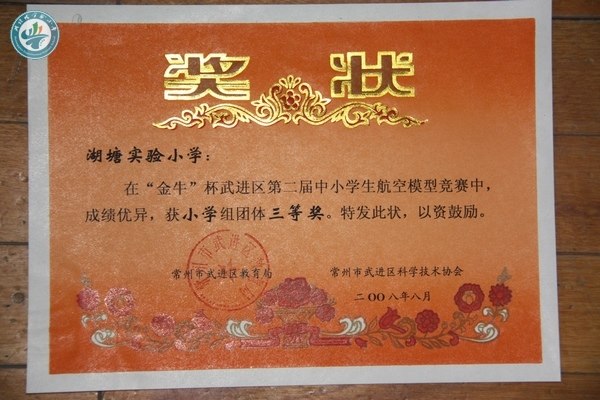 奖状
湖塘实验小学：
在“金牛”杯武进区第二届中小学生航空模型竞赛中，
成绩优异，获小学组团体三等奖。特发此状，以资鼓励。
常州市武进区教育局 常州市武进区科学技术协会
二〇〇八年八月